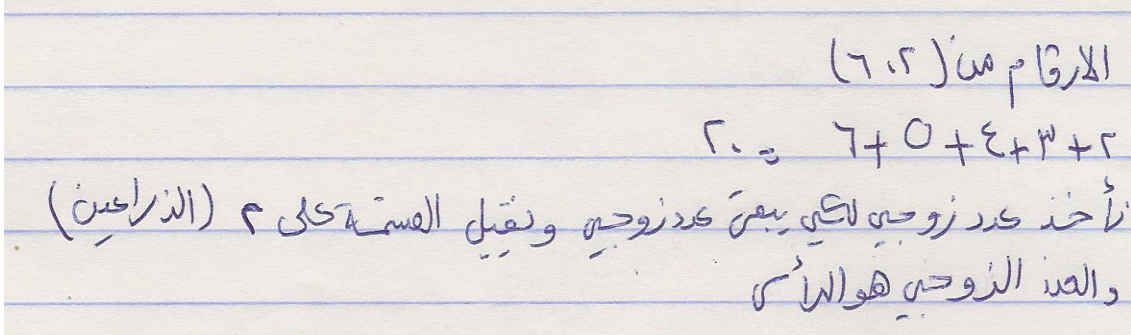 الارقام من (٦،٢)
٢+٣+٤+٥+٦ = ٢٠
نأخذ عدد زوجي لكي يبقى عدد زوجي ونقبل القسمة على ٢ (الذراعين)
والعدد الزوجي هو الرأس